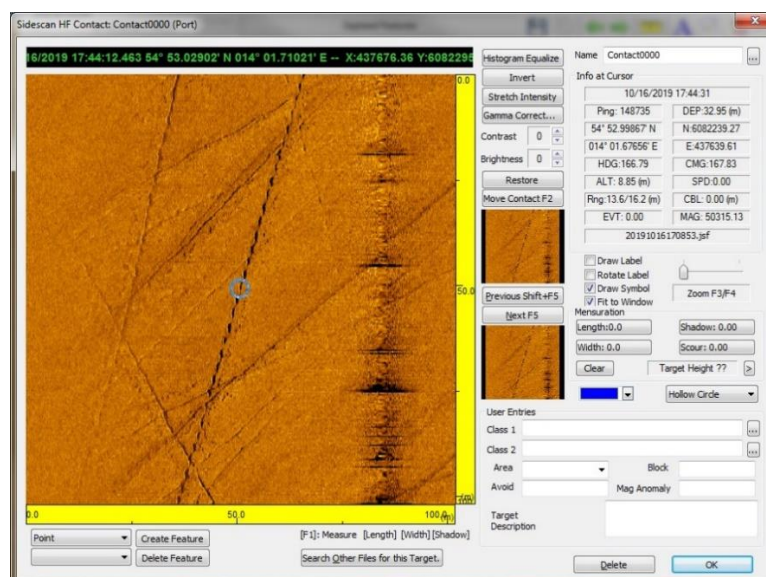 Sidescan HF Contact: Contact0000 (Port)
16/2019 17:44:12.463 54° 53.02902' N 014° 01.71021' E -- X:437676.36 Y:6082295
0.0
50.0
0.0 50.0 100.0 (m)
Point
Create Feature
Delete Feature
[F1]: Measure [Length] [Width] [Shadow]
Search Other Files for this Target.
Histogram Equalize
Invert
Stretch Intensity
Gamma Correct...
Contrast 0
Brightness 0
Restore
Move Contact F2
Previous Shift+F5
Next F5
Name Contact0000 ...
Info at Cursor
10/16/2019 17:44:31
Ping: 148735 DEP:32.95 (m)
54° 52.99867' N N:6082239.27
014° 01.67656' E E:437639.61
HDG:166.79 CMG:167.83
ALT: 8.85 (m) SPD:0.00
Rng:13.6/16.2 (m) CBL: 0.00 (m)
EVT: 0.00 MAG: 50315.13
20191016170853.jsf
Draw Label
Rotate Label
Draw Symbol
Fit to Window
Zoom F3/F4
Mensuration
Length:0.0 Shadow: 0.00
Width: 0.0 Scour: 0.00
Clear Target Height ?? >
Hollow Circle
User Entries
Class 1 ...
Class 2 ...
Area Block
Avoid Mag Anomaly
Target
Description
Delete OK